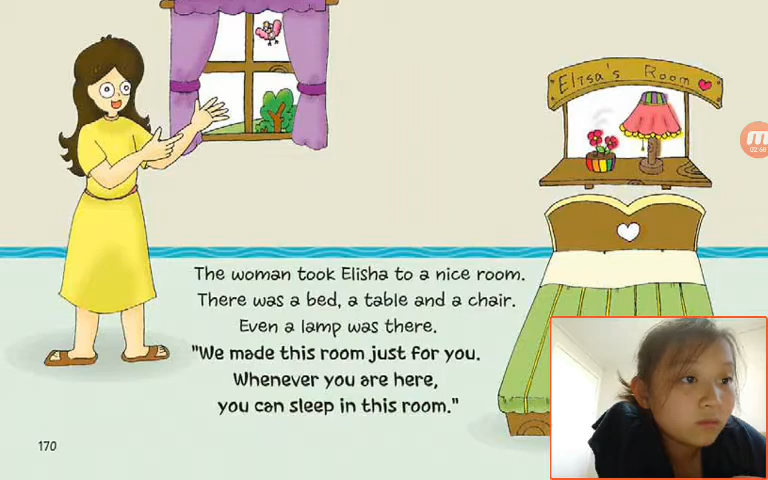 Elisa's Room
The woman took Elisha to a nice room.
There was a bed, a table and a chair.
Even a lamp was there.
"We made this room just for you.
Whenever you are here,
you can sleep in this room."
170